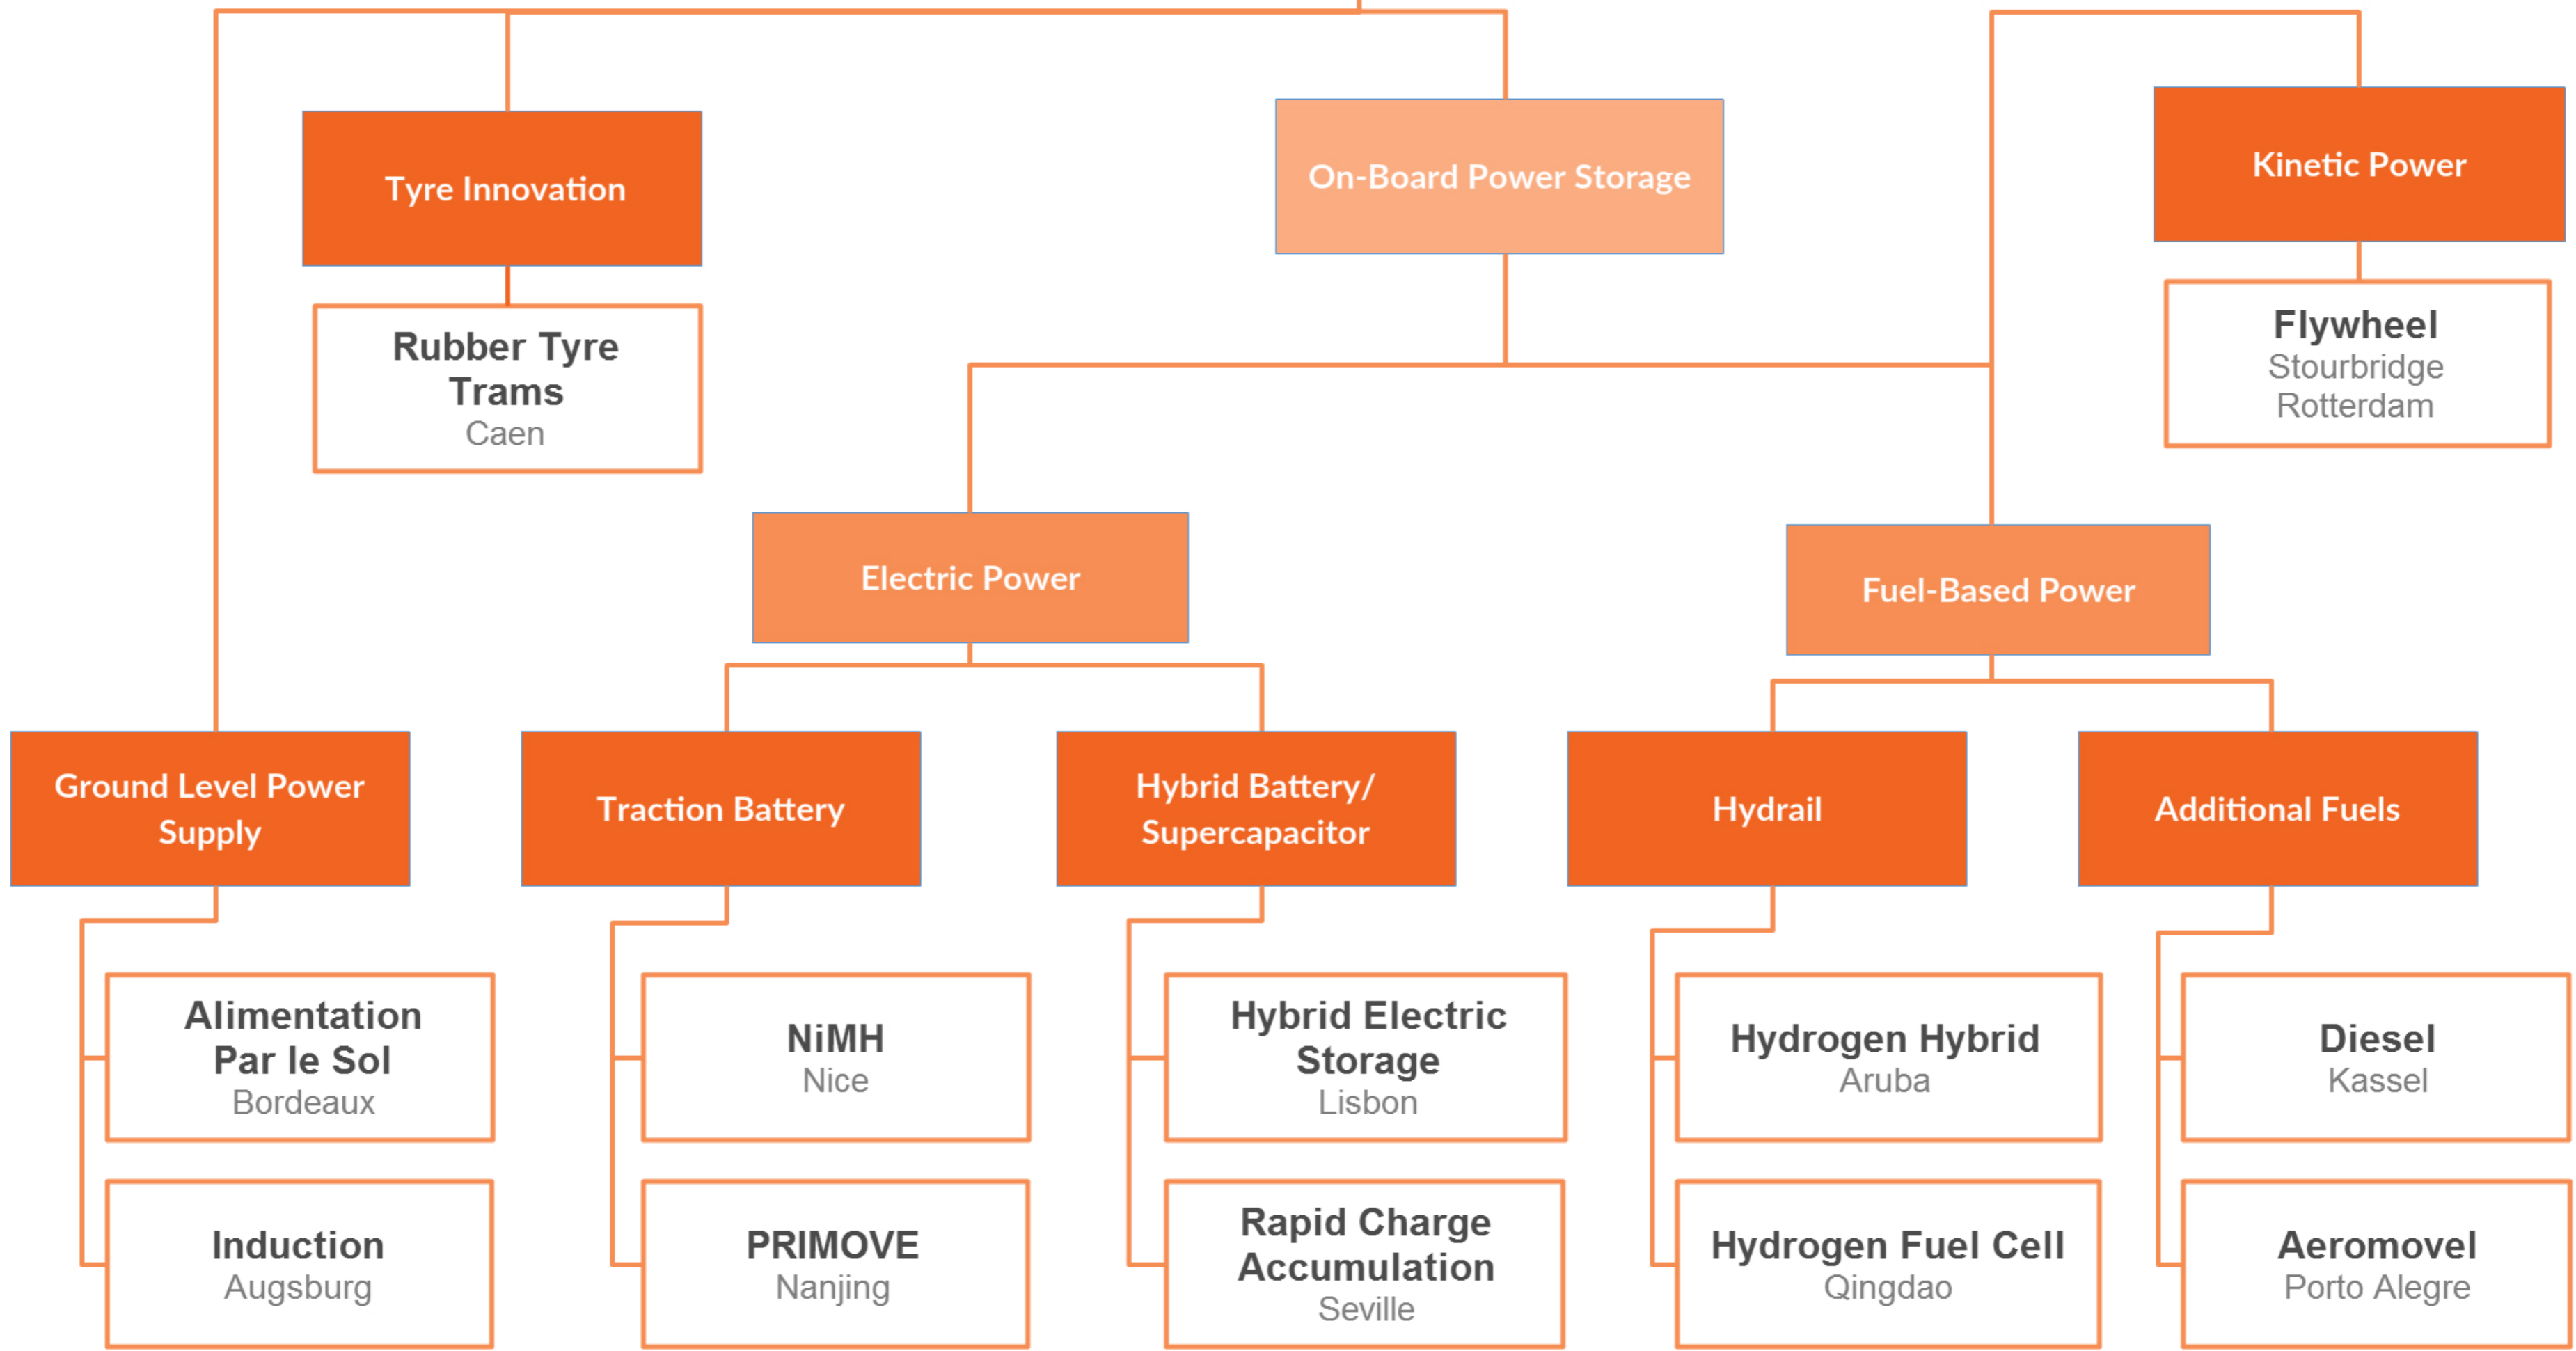 Tyre Innovation
On-Board Power Storage
Kinetic Power
Rubber Tyre
Trams
Caen
Flywheel
Stourbridge
Rotterdam
Electric Power
Fuel-Based Power
Ground Level Power
Supply
Traction Battery
Hybrid Battery/
Supercapacitor
Hydrail
Additional Fuels
Alimentation
Par le Sol
Bordeaux
NiMH
Nice
Hybrid Electric
Storage
Lisbon
Hydrogen Hybrid
Aruba
Diesel
Kassel
Induction
Augsburg
PRIMOVE
Nanjing
Rapid Charge
Accumulation
Seville
Hydrogen Fuel Cell
Qingdao
Aeromovel
Porto Alegre